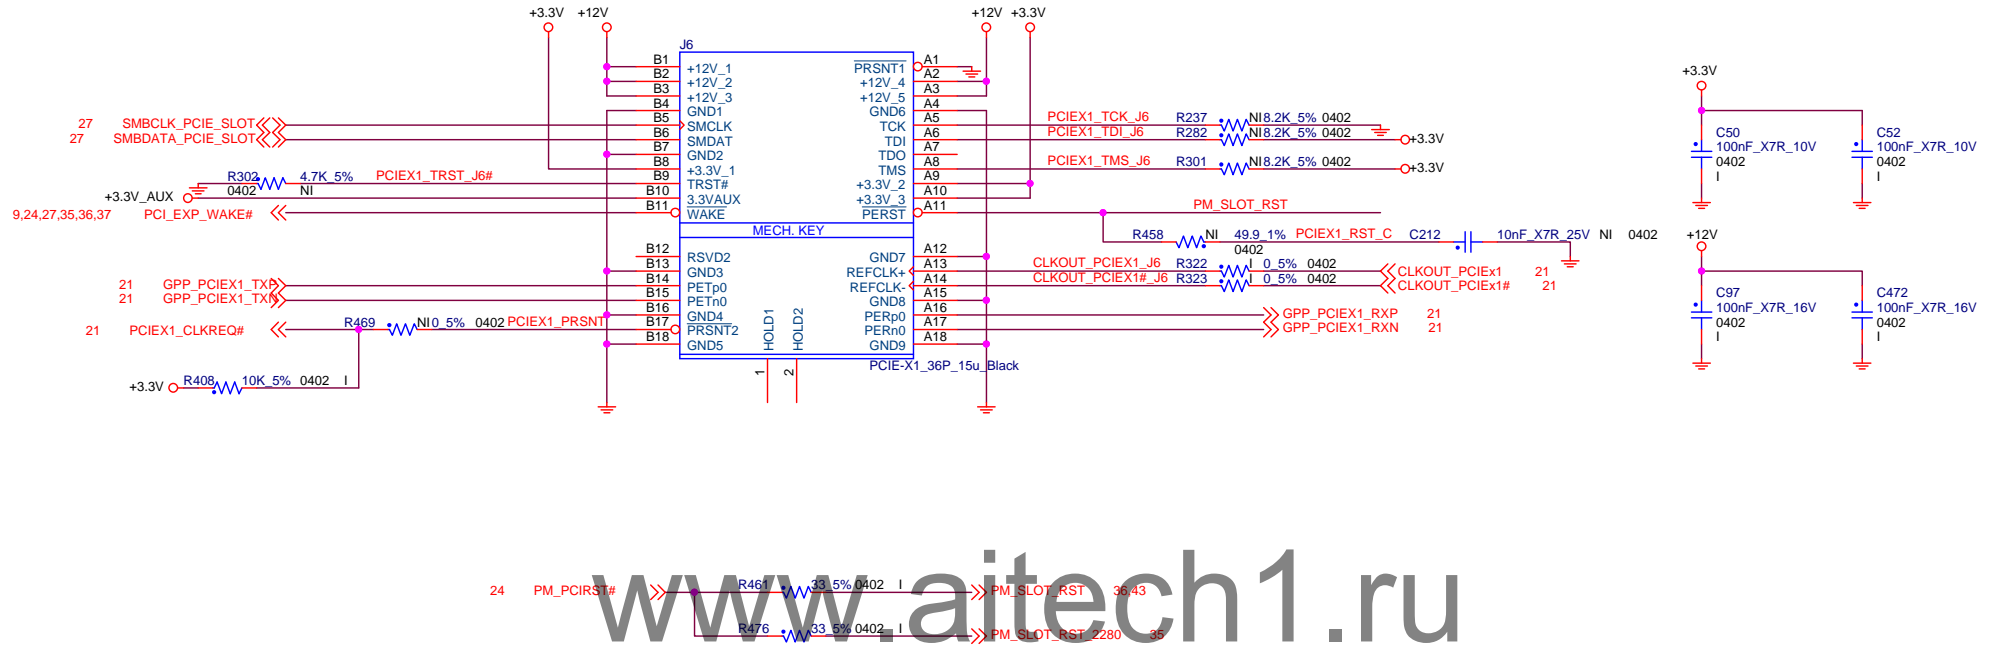 +3.3V +12V +12V +3.3V
J6
B1 +12V_1 PRSNT1 A1
B2 +12V_2 +12V_4 A2
B3 +12V_3 +12V_5 A3
B4 GND1 GND6 A4
27 SMBCLK_PCIE_SLOT B5 SMCLK TCK A5 PCIEX1_TCK_J6 R237 NI 8.2K_5% 0402
27 SMBDATA_PCIE_SLOT B6 SMDAT TDI A6 PCIEX1_TDI_J6 R282 NI 8.2K_5% 0402 +3.3V
B7 GND2 TDO A7
B8 +3.3V_1 TMS A8 PCIEX1_TMS_J6 R301 NI 8.2K_5% 0402 +3.3V
R302 4.7K_5% PCIEX1_TRST_J6# B9 TRST# +3.3V_2 A9
0402 NI
+3.3V_AUX B10 3.3VAUX +3.3V_3 A10
9,24,27,35,36,37 PCI_EXP_WAKE# B11 WAKE PERST A11 PM_SLOT_RST
MECH. KEY
R458 NI 49.9_1% PCIEX1_RST_C C212 10nF_X7R_25V NI 0402
0402
B12 RSVD2 GND7 A12
B13 GND3 REFCLK+ A13 CLKOUT_PCIEX1_J6 R322 I 0_5% 0402 CLKOUT_PCIEx1 21
21 GPP_PCIEX1_TXP B14 PETp0 REFCLK- A14 CLKOUT_PCIEX1#_J6 R323 I 0_5% 0402 CLKOUT_PCIEx1# 21
21 GPP_PCIEX1_TXN B15 PETn0 GND8 A15
B16 GND4 PERp0 A16 GPP_PCIEX1_RXP 21
21 PCIEX1_CLKREQ# R469 NI 0_5% 0402 PCIEX1_PRSNT B17 PRSNT2 PERn0 A17 GPP_PCIEX1_RXN 21
B18 GND5 GND9 A18
HOLD1 HOLD2
1 2
PCIE-X1_36P_15u_Black
+3.3V R408 10K_5% 0402 I
+3.3V
C50 C52
100nF_X7R_10V 100nF_X7R_10V
0402 0402
I I
+12V
C97 C472
100nF_X7R_16V 100nF_X7R_16V
0402 0402
I I
24 PM_PCIRST# R461 33_5% 0402 I PM_SLOT_RST 36,43
R476 33_5% 0402 I PM_SLOT_RST_2280 35
www.aitech1.ru